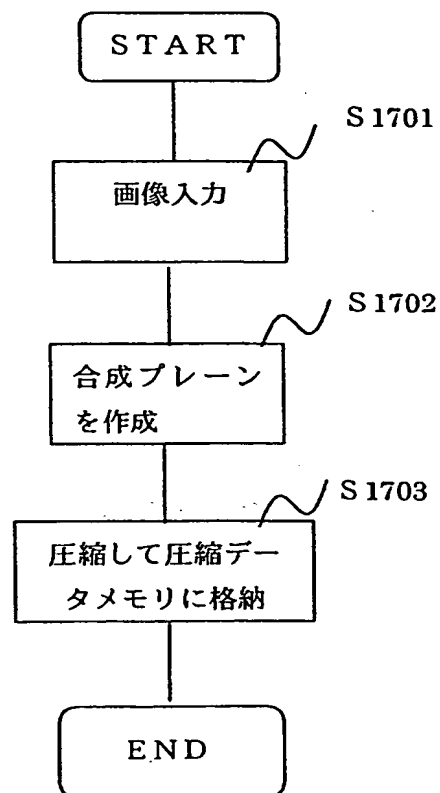 START
S1701
画像入力
S1702
合成プレーン
を作成
S1703
圧縮して圧縮デー
タメモリに格納
END